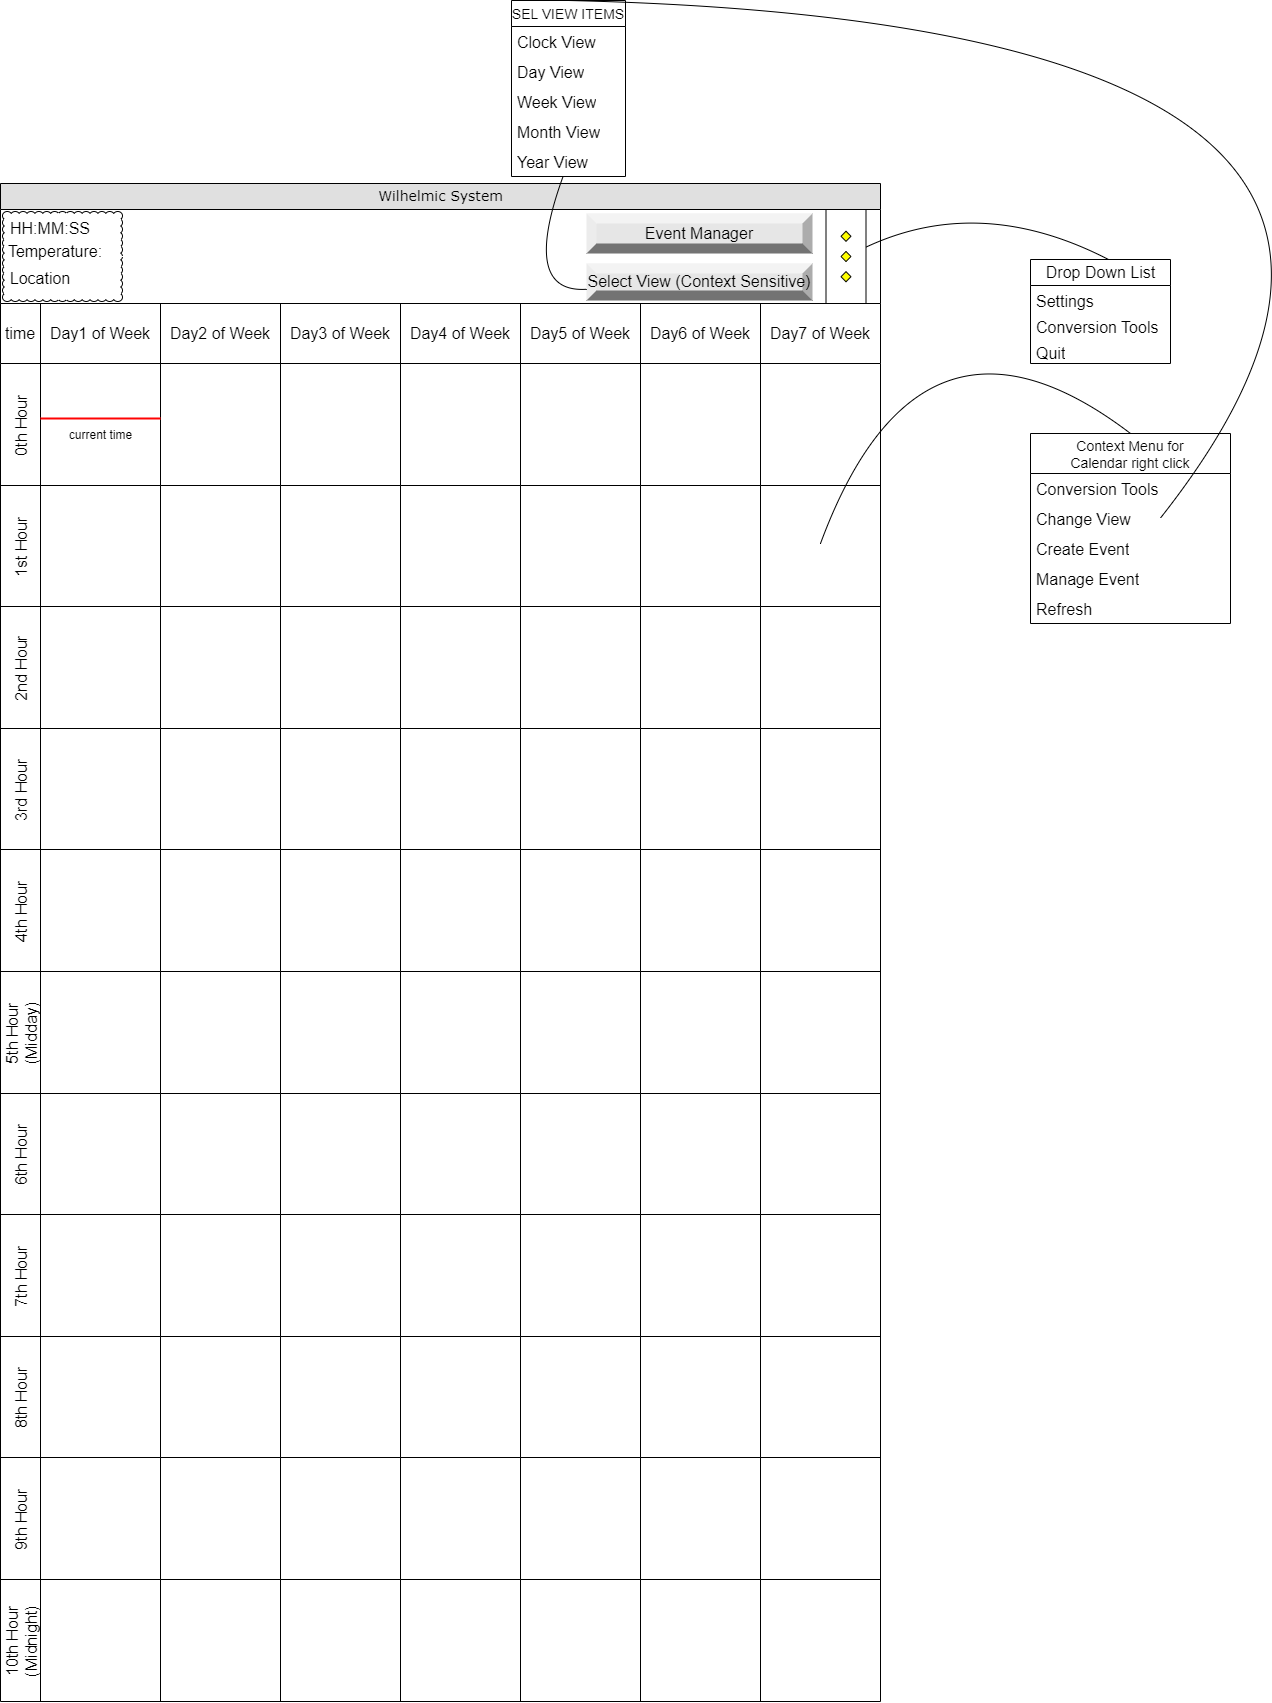 SEL VIEW ITEMS
Clock View
Day View
Week View
Month View
Year View
Wilhelmic System
HH:MM:SS
Temperature:
Location
Event Manager
Select View (Context Sensitive)
Drop Down List
Settings
Conversion Tools
Quit
time
Day1 of Week
Day2 of Week
Day3 of Week
Day4 of Week
Day5 of Week
Day6 of Week
Day7 of Week
0th Hour
current time
Context Menu for
Calendar right click
Conversion Tools
Change View
Create Event
Manage Event
Refresh
1st Hour
2nd Hour
3rd Hour
4th Hour
5th Hour
(Midday)
6th Hour
7th Hour
8th Hour
9th Hour
10th Hour
(Midnight)